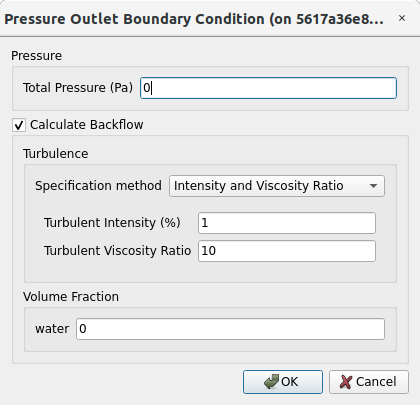 Pressure Outlet Boundary Condition (on 5617a36e8...
Pressure
Total Pressure (Pa) 0
Calculate Backflow
Turbulence
Specification method Intensity and Viscosity Ratio
Turbulent Intensity (%) 1
Turbulent Viscosity Ratio 10
Volume Fraction
water 0
OK Cancel